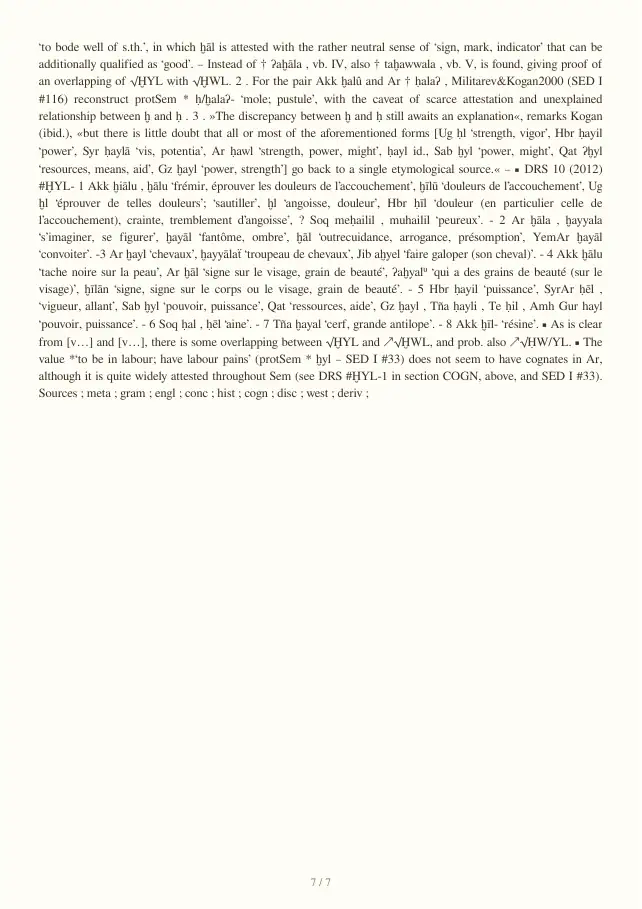 ‘to bode well of s.th.’, in which ḫāl is attested with the rather neutral sense of ‘sign, mark, indicator’ that can be
additionally qualified as ‘good’. – Instead of † ʔaḫāla , vb. IV, also † taḫawwala , vb. V, is found, giving proof of
an overlapping of √ḪYL with √ḪWL. 2 . For the pair Akk ḫalû and Ar † ḥalaʔ , Militarev&Kogan2000 (SED I
#116) reconstruct protSem * ḥ/ḫalaʔ- ‘mole; pustule’, with the caveat of scarce attestation and unexplained
relationship between ḫ and ḥ . 3 . »The discrepancy between ḫ and ḥ still awaits an explanation«, remarks Kogan
(ibid.), «but there is little doubt that all or most of the aforementioned forms [Ug ḥl ‘strength, vigor’, Hbr ḥayil
‘power’, Syr ḥaylā ‘vis, potentia’, Ar ḥawl ‘strength, power, might’, ḥayl id., Sab ḫyl ‘power, might’, Qat ʔḫyl
‘resources, means, aid’, Gz ḫayl ‘power, strength’] go back to a single etymological source.« – ▪ DRS 10 (2012)
#ḪYL- 1 Akk ḫiālu , ḫâlu ‘frémir, éprouver les douleurs de l’accouchement’, ḫīlū ‘douleurs de l’accouchement’, Ug
ḫl ‘éprouver de telles douleurs’; ‘sautiller’, ḫl ‘angoisse, douleur’, Hbr ḥīl ‘douleur (en particulier celle de
l’accouchement), crainte, tremblement d’angoisse’, ? Soq meḥailil , muhailil ‘peureux’. - 2 Ar ḫāla , ḫayyala
‘s’imaginer, se figurer’, ḫayāl ‘fantôme, ombre’, ḫāl ‘outrecuidance, arrogance, présomption’, YemAr ḫayāl
‘convoiter’. -3 Ar ḫayl ‘chevaux’, ḫayyālaẗ ‘troupeau de chevaux’, Jib aḫyel ‘faire galoper (son cheval)’. - 4 Akk ḫālu
‘tache noire sur la peau’, Ar ḫāl ‘signe sur le visage, grain de beauté’, ʔaḫyalᵘ ‘qui a des grains de beauté (sur le
visage)’, ḫīlān ‘signe, signe sur le corps ou le visage, grain de beauté’. - 5 Hbr ḥayil ‘puissance’, SyrAr ḥēl ,
‘vigueur, allant’, Sab ḫyl ‘pouvoir, puissance’, Qat ‘ressources, aide’, Gz ḫayl , Tña ḫayli , Te ḥil , Amh Gur hayl
‘pouvoir, puissance’. - 6 Soq ḥal , ḥēl ‘aine’. - 7 Tña ḫayal ‘cerf, grande antilope’. - 8 Akk ḫīl- ‘résine’. ▪ As is clear
from [v…] and [v…], there is some overlapping between √ḪYL and ↗√ḪWL, and prob. also ↗√ḤW/YL. ▪ The
value *‘to be in labour; have labour pains’ (protSem * ḫyl – SED I #33) does not seem to have cognates in Ar,
although it is quite widely attested throughout Sem (see DRS #ḪYL-1 in section COGN, above, and SED I #33).
Sources ; meta ; gram ; engl ; conc ; hist ; cogn ; disc ; west ; deriv ;
7 / 7